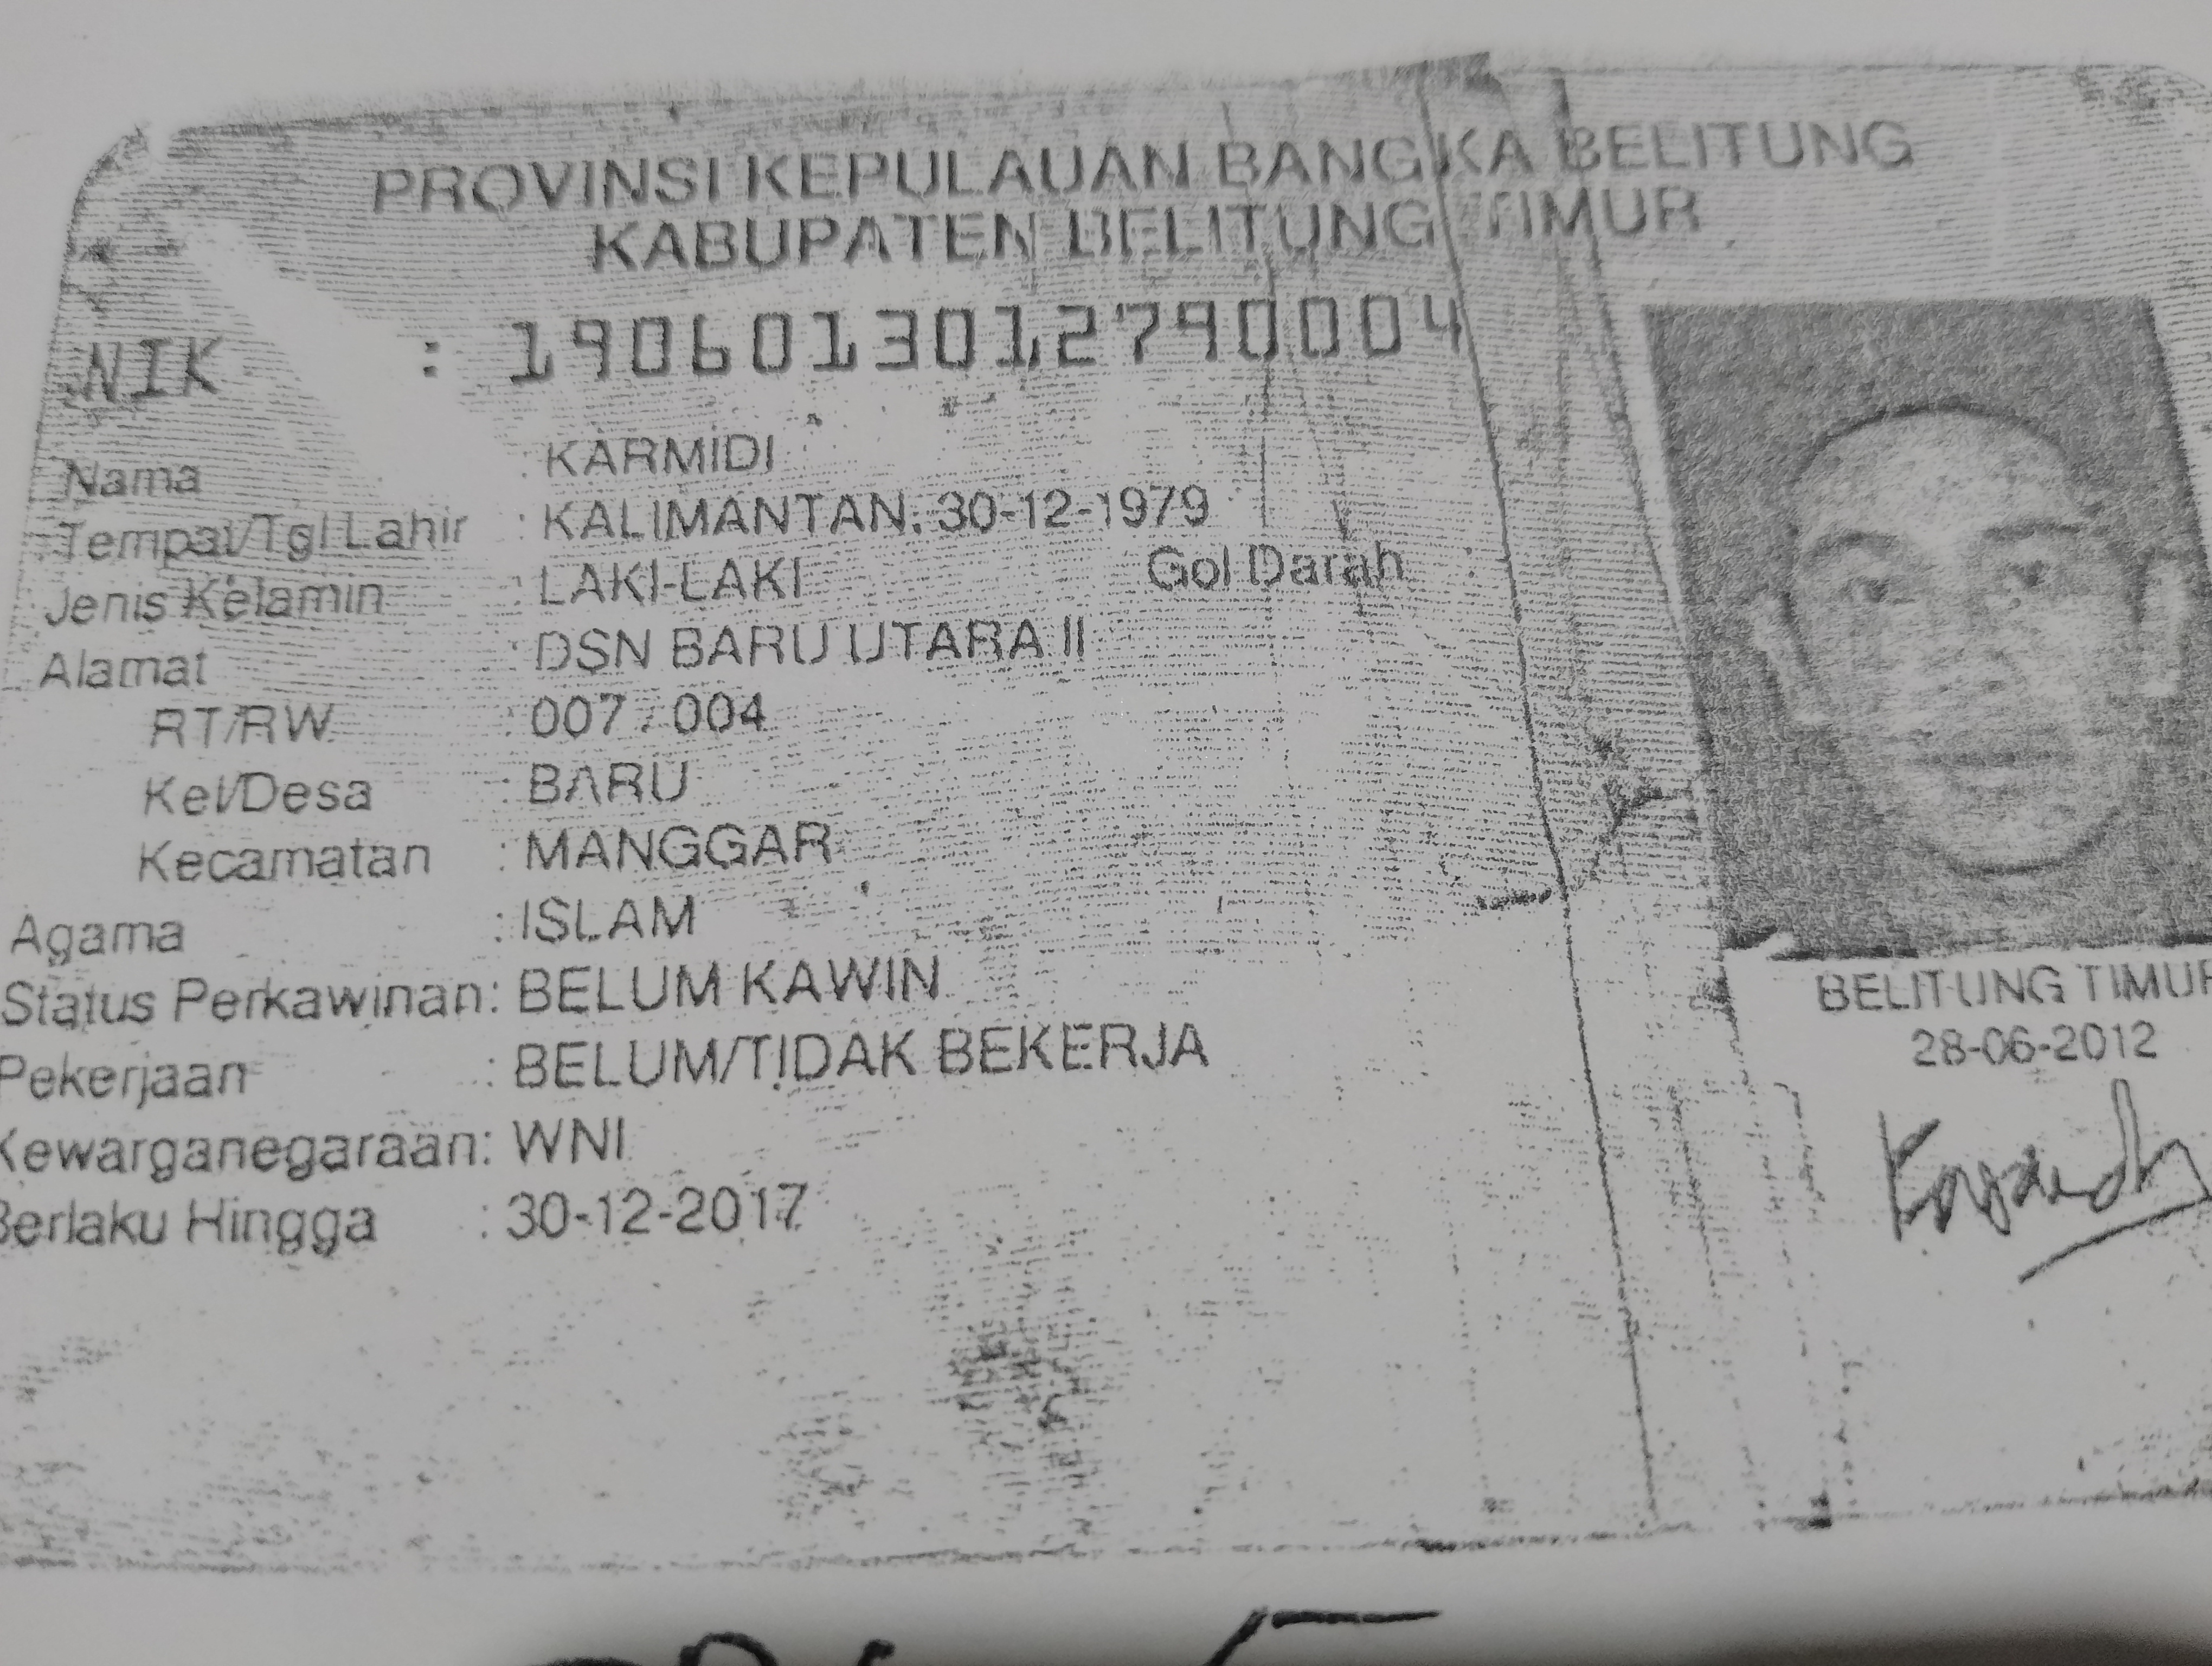 PROVINSI KEPULAUAN BANGKA BELITUNG
KABUPATEN BELITUNG TIMUR
NIK : 1906013012790004
Nama : KARMIDI
Tempat/Tgl Lahir : KALIMANTAN, 30-12-1979
Jenis Kelamin : LAKI-LAKI Gol Darah :
Alamat : DSN BARU UTARA II
RT/RW : 007 / 004
Kel/Desa : BARU
Kecamatan : MANGGAR
Agama : ISLAM
Status Perkawinan: BELUM KAWIN
Pekerjaan : BELUM/TIDAK BEKERJA
Kewarganegaraan: WNI
Berlaku Hingga : 30-12-2017
BELITUNG TIMUR
28-06-2012